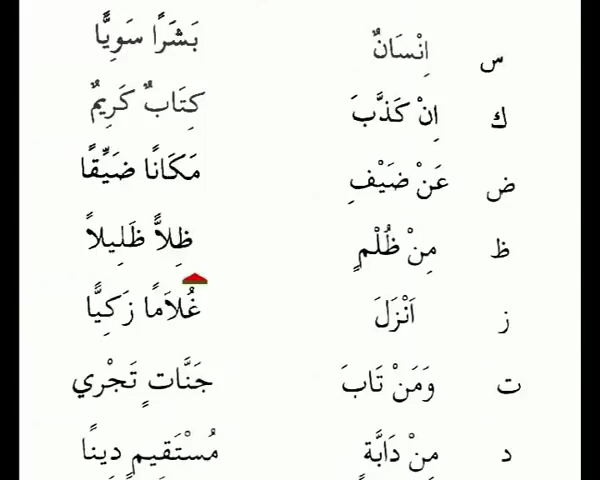 س اِنْسَانٌ بَشَرًا سَوِيًّا
ك اِنْ كَذَّبَ كِتَابٌ كَرِيمٌ
ض عَنْ ضَيْفِ مَكَانًا ضَيِّقًا
ظ مِنْ ظُلْمٍ ظِلاًّ ظَلِيلاً
ز اَنْزَلَ غُلاَمًا زَكِيًّا
ت وَمَنْ تَابَ جَنَّاتٍ تَجْرِي
د مِنْ دَابَّةٍ مُسْتَقِيمٍ دِينًا